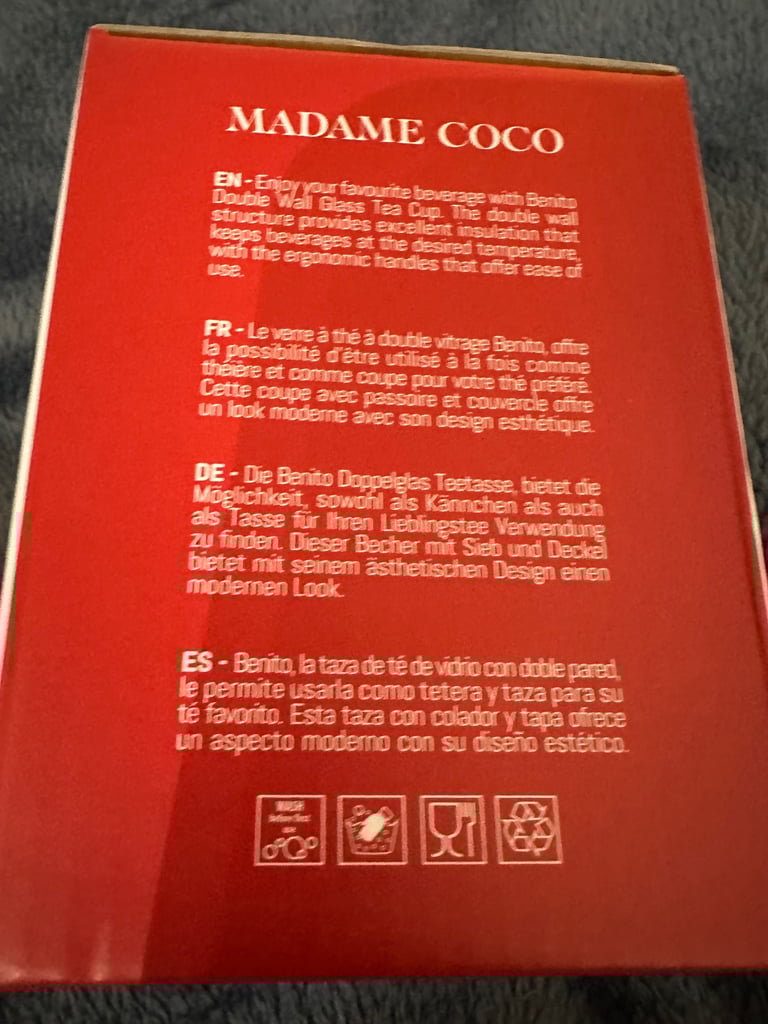 MADAME COCO
EN - Enjoy your favourite beverage with Benito
Double Wall Glass Tea Cup. The double wall
structure provides excellent insulation that
keeps beverages at the desired temperature,
with the ergonomic handles that offer ease of
use.
FR - Le verre à thé à double vitrage Benito, offre
la possibilité d'être utilisé à la fois comme
théière et comme coupe pour votre thé préféré.
Cette coupe avec passoire et couvercle offre
un look moderne avec son design esthétique.
DE - Die Benito Doppelglas Teetasse, bietet die
Möglichkeit, sowohl als Kännchen als auch
als Tasse für Ihren Lieblingstee Verwendung
zu finden. Dieser Becher mit Sieb und Deckel
bietet mit seinem ästhetischen Design einen
modernen Look.
ES - Benito, la taza de té de vidrio con doble pared,
le permite usarla como tetera y taza para su
té favorito. Esta taza con colador y tapa ofrece
un aspecto moderno con su diseño estético.
WASH
before first
use